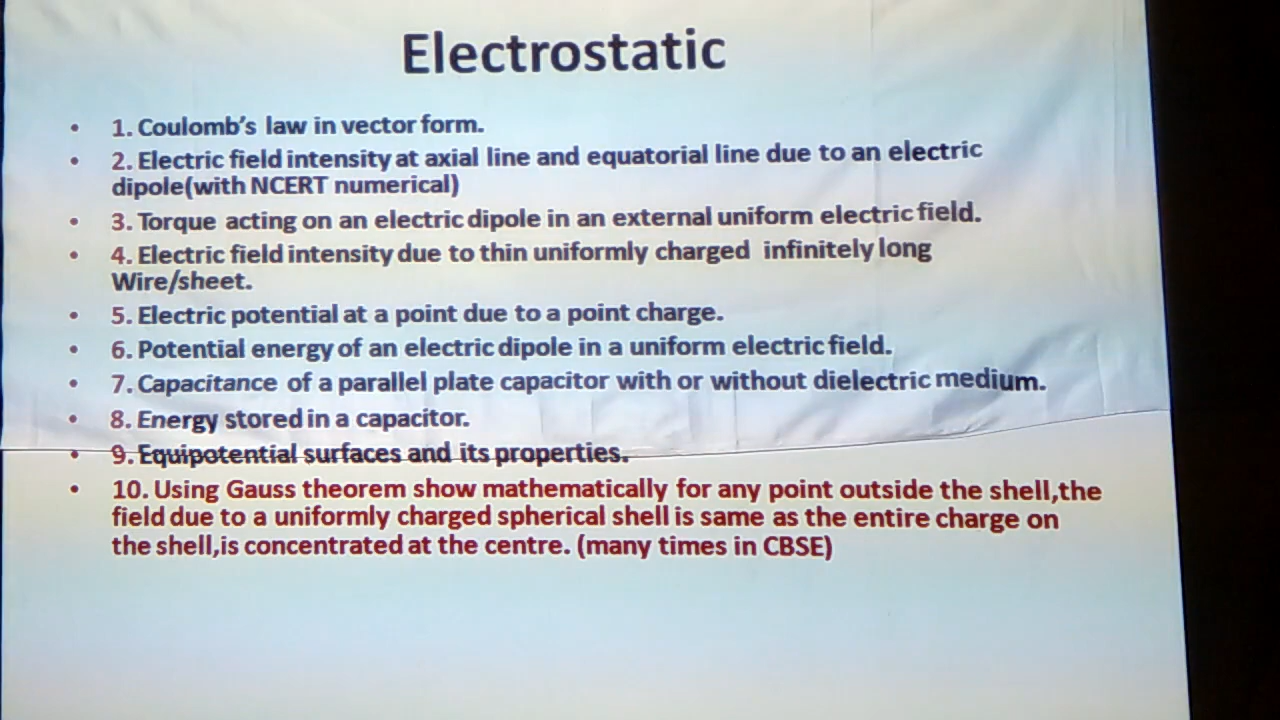 Electrostatic
• 1. Coulomb's law in vector form.
• 2. Electric field intensity at axial line and equatorial line due to an electric
dipole(with NCERT numerical)
• 3. Torque acting on an electric dipole in an external uniform electric field.
• 4. Electric field intensity due to thin uniformly charged infinitely long
Wire/sheet.
• 5. Electric potential at a point due to a point charge.
• 6. Potential energy of an electric dipole in a uniform electric field.
• 7. Capacitance of a parallel plate capacitor with or without dielectric medium.
• 8. Energy stored in a capacitor.
• 9. Equipotential surfaces and its properties.
• 10. Using Gauss theorem show mathematically for any point outside the shell,the
field due to a uniformly charged spherical shell is same as the entire charge on
the shell,is concentrated at the centre. (many times in CBSE)